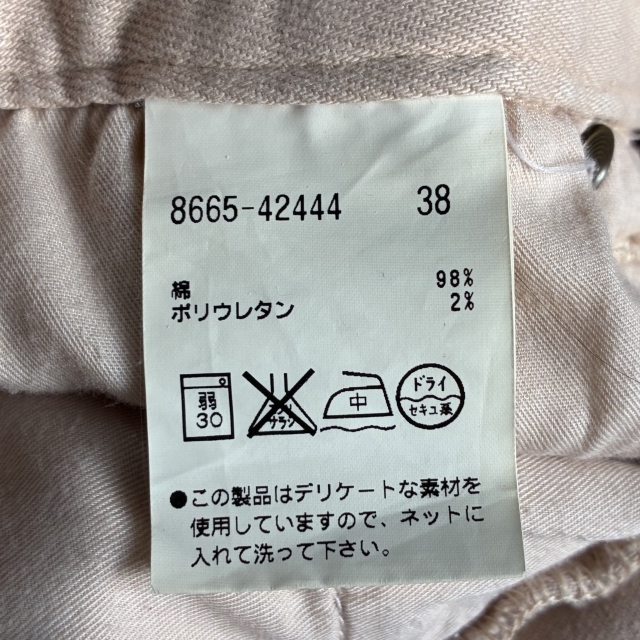 8665-42444 38
綿 98%
ポリウレタン 2%
弱 30
サラシ
中
ドライ
セキユ系
●この製品はデリケートな素材を
使用していますので、ネットに
入れて洗って下さい。